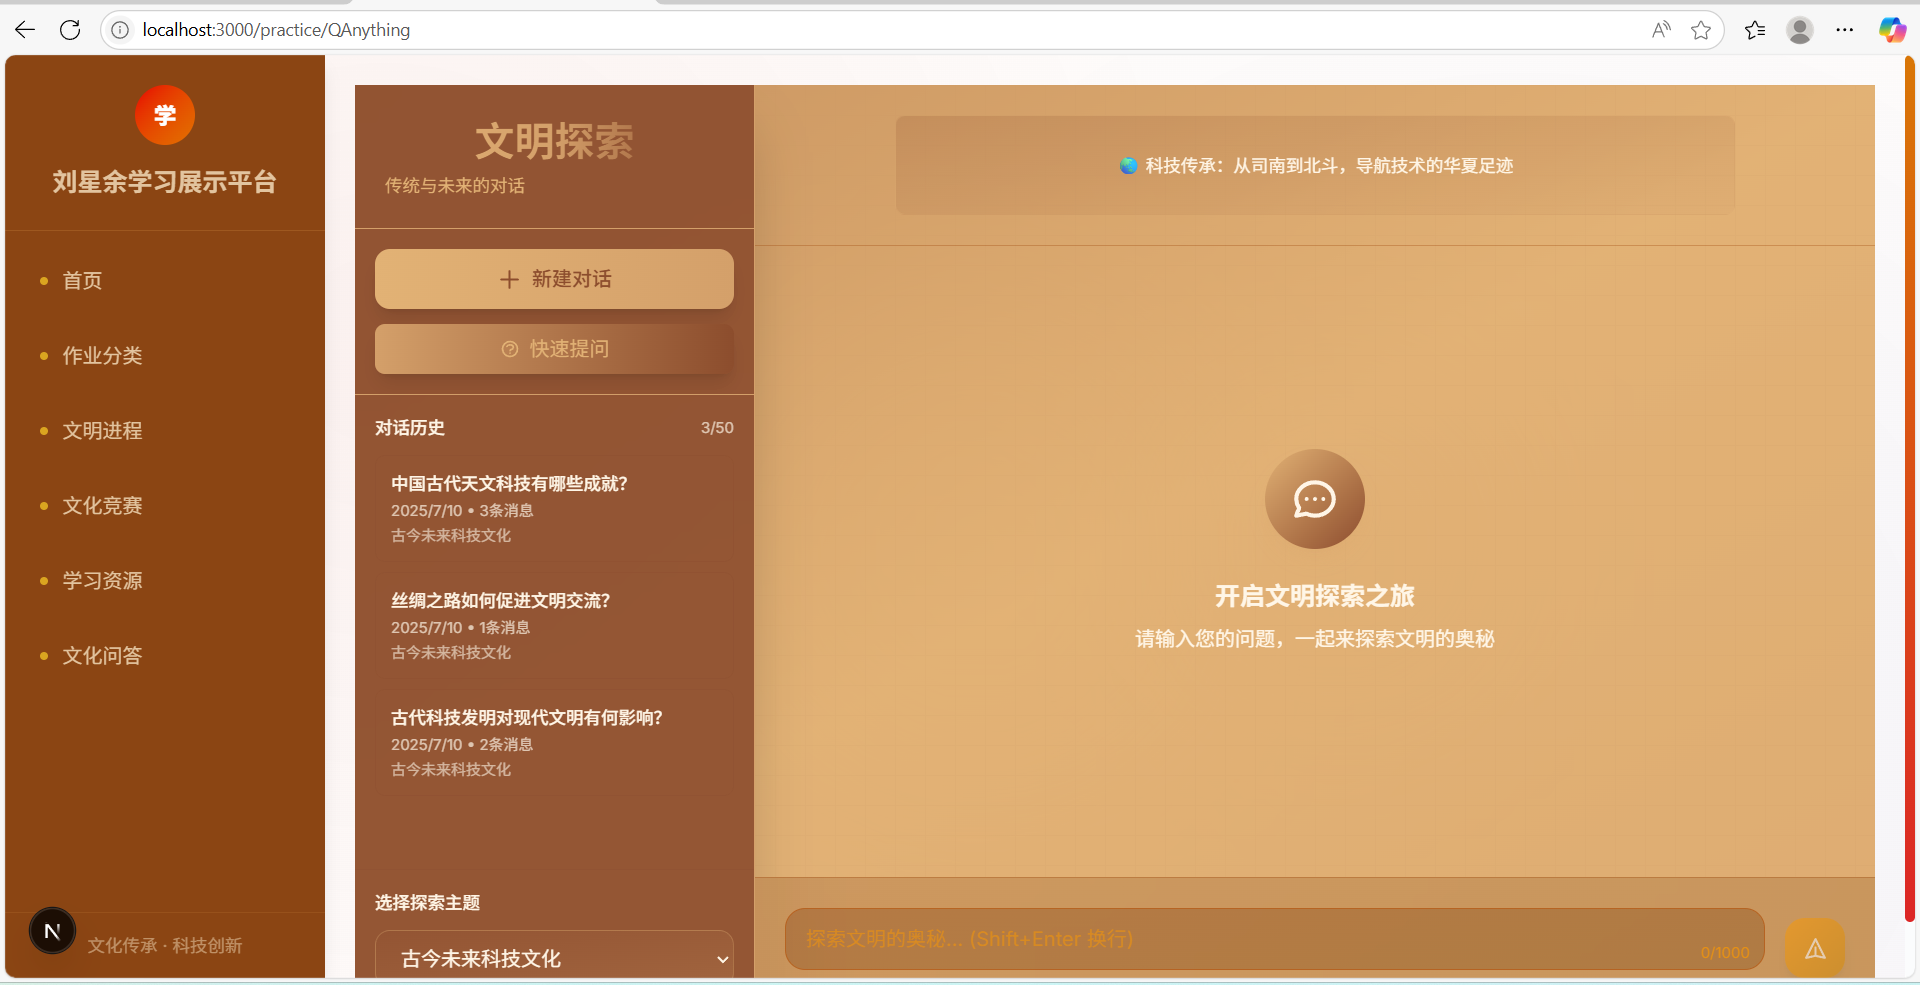 localhost:3000/practice/QAnything
学
刘星余学习展示平台
首页
作业分类
文明进程
文化竞赛
学习资源
文化问答
N
文化传承 · 科技创新
文明探索
传统与未来的对话
新建对话
快速提问
对话历史
3/50
中国古代天文科技有哪些成就?
2025/7/10 • 3条消息
古今未来科技文化
丝绸之路如何促进文明交流?
2025/7/10 • 1条消息
古今未来科技文化
古代科技发明对现代文明有何影响?
2025/7/10 • 2条消息
古今未来科技文化
选择探索主题
古今未来科技文化
🌏 科技传承：从司南到北斗，导航技术的华夏足迹
开启文明探索之旅
请输入您的问题，一起来探索文明的奥秘
探索文明的奥秘... (Shift+Enter 换行)
0/1000